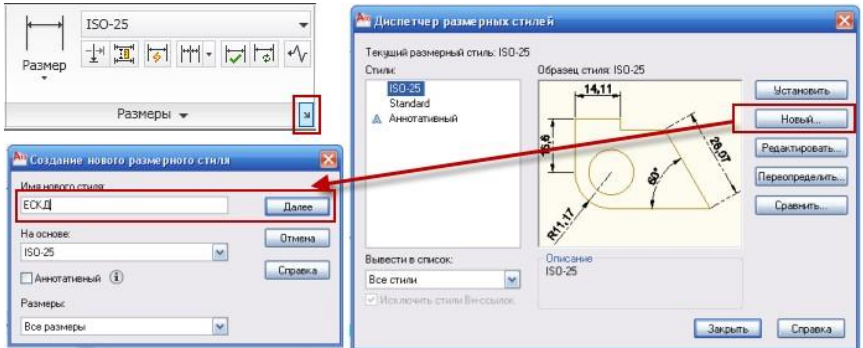 ISO-25
Размер
Размеры
Диспетчер размерных стилей
Текущий размерный стиль: ISO-25
Стили:
ISO-25
Standard
Аннотативный
Образец стиля: ISO-25
14,11
16,6
28,07
60°
R11,17
Установить
Новый...
Редактировать...
Переопределить...
Сравнить...
Вывести в список:
Все стили
Исключить стили Вн-ссылок
Описание
ISO-25
Закрыть
Справка
Создание нового размерного стиля
Имя нового стиля:
ЕСКД
Далее
На основе:
ISO-25
Отмена
Аннотативный
Справка
Размеры:
Все размеры